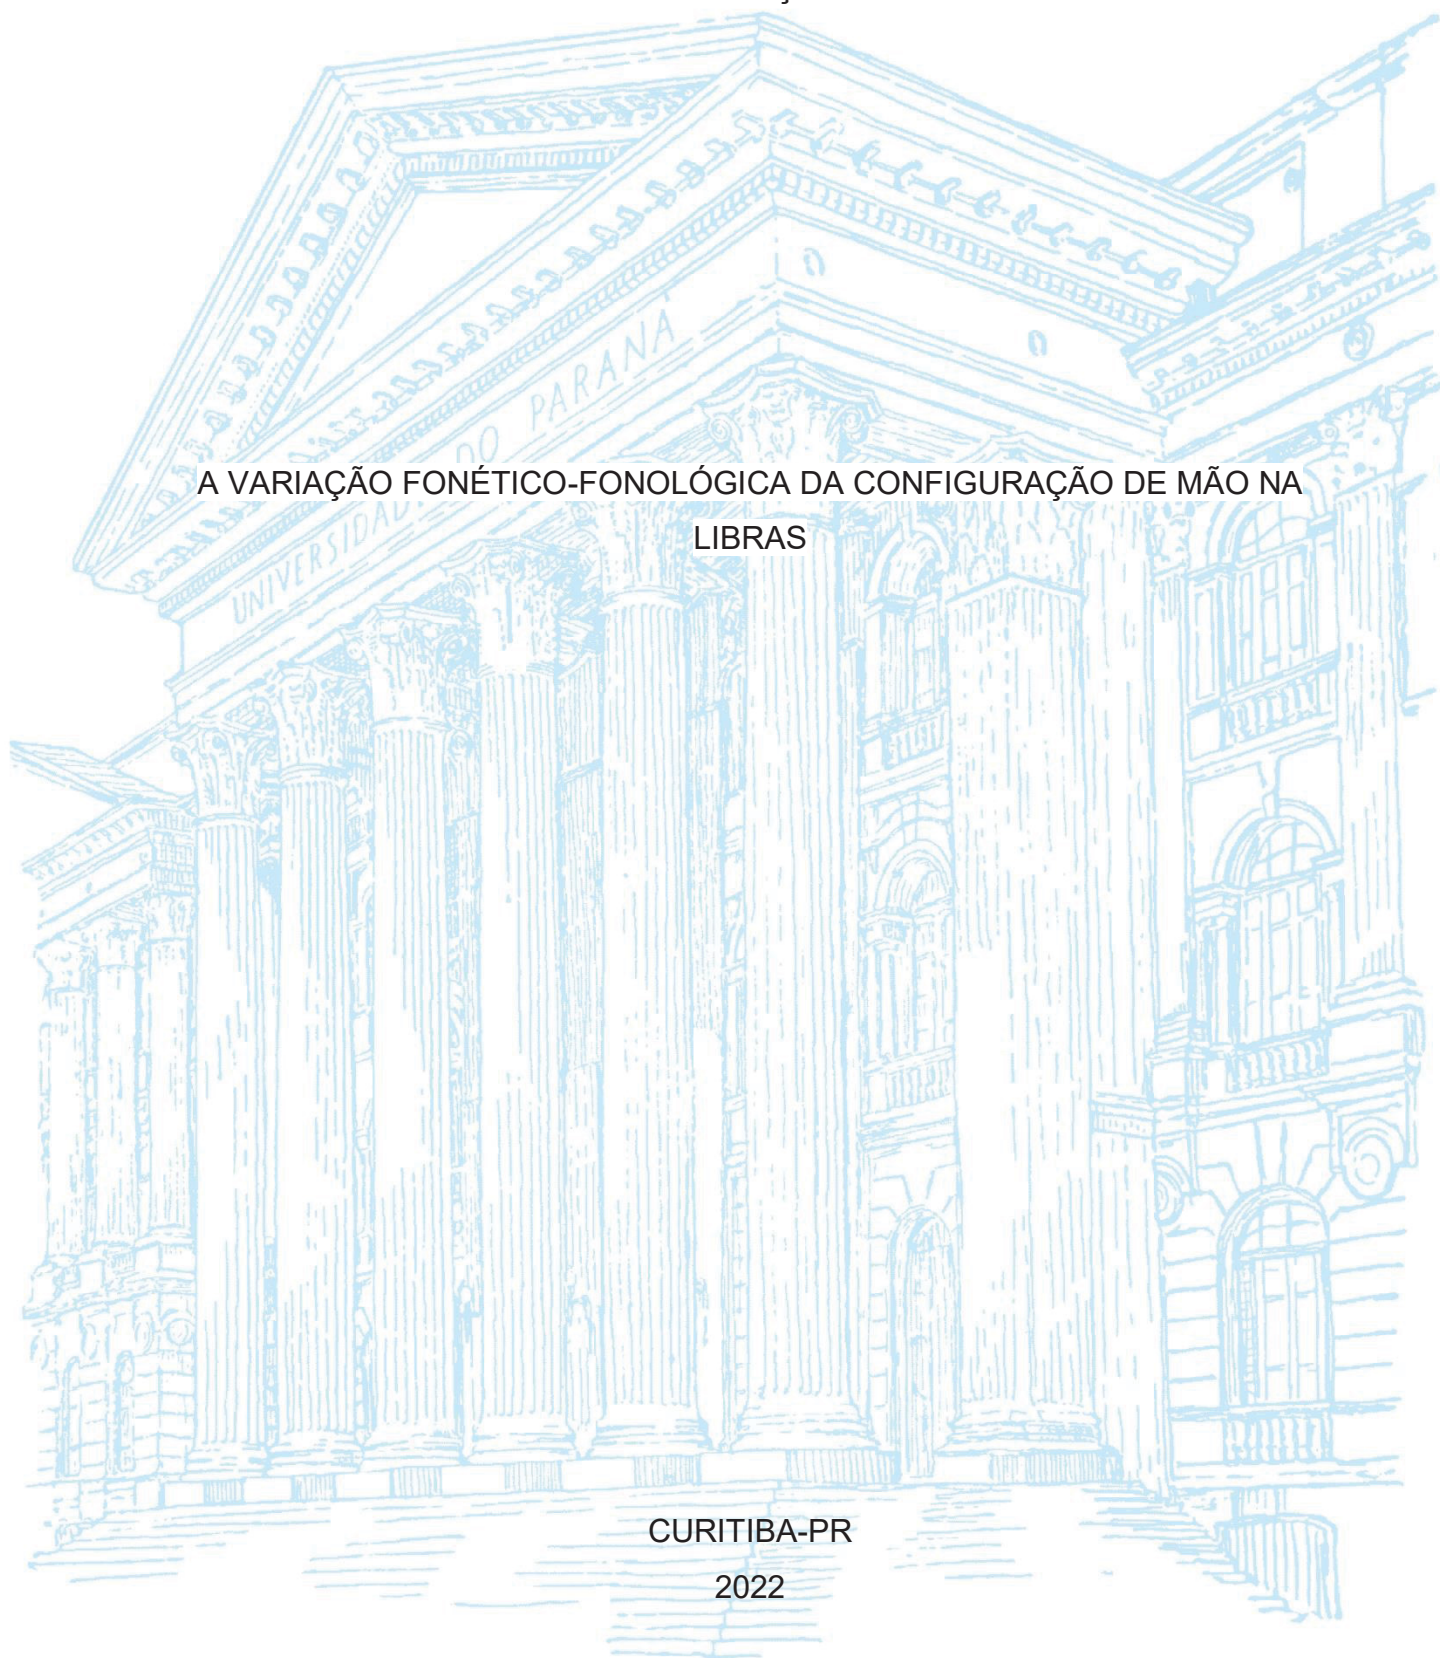 UNIVERSIDADE DO PARANÁ
A VARIAÇÃO FONÉTICO-FONOLÓGICA DA CONFIGURAÇÃO DE MÃO NA
LIBRAS
CURITIBA-PR
2022